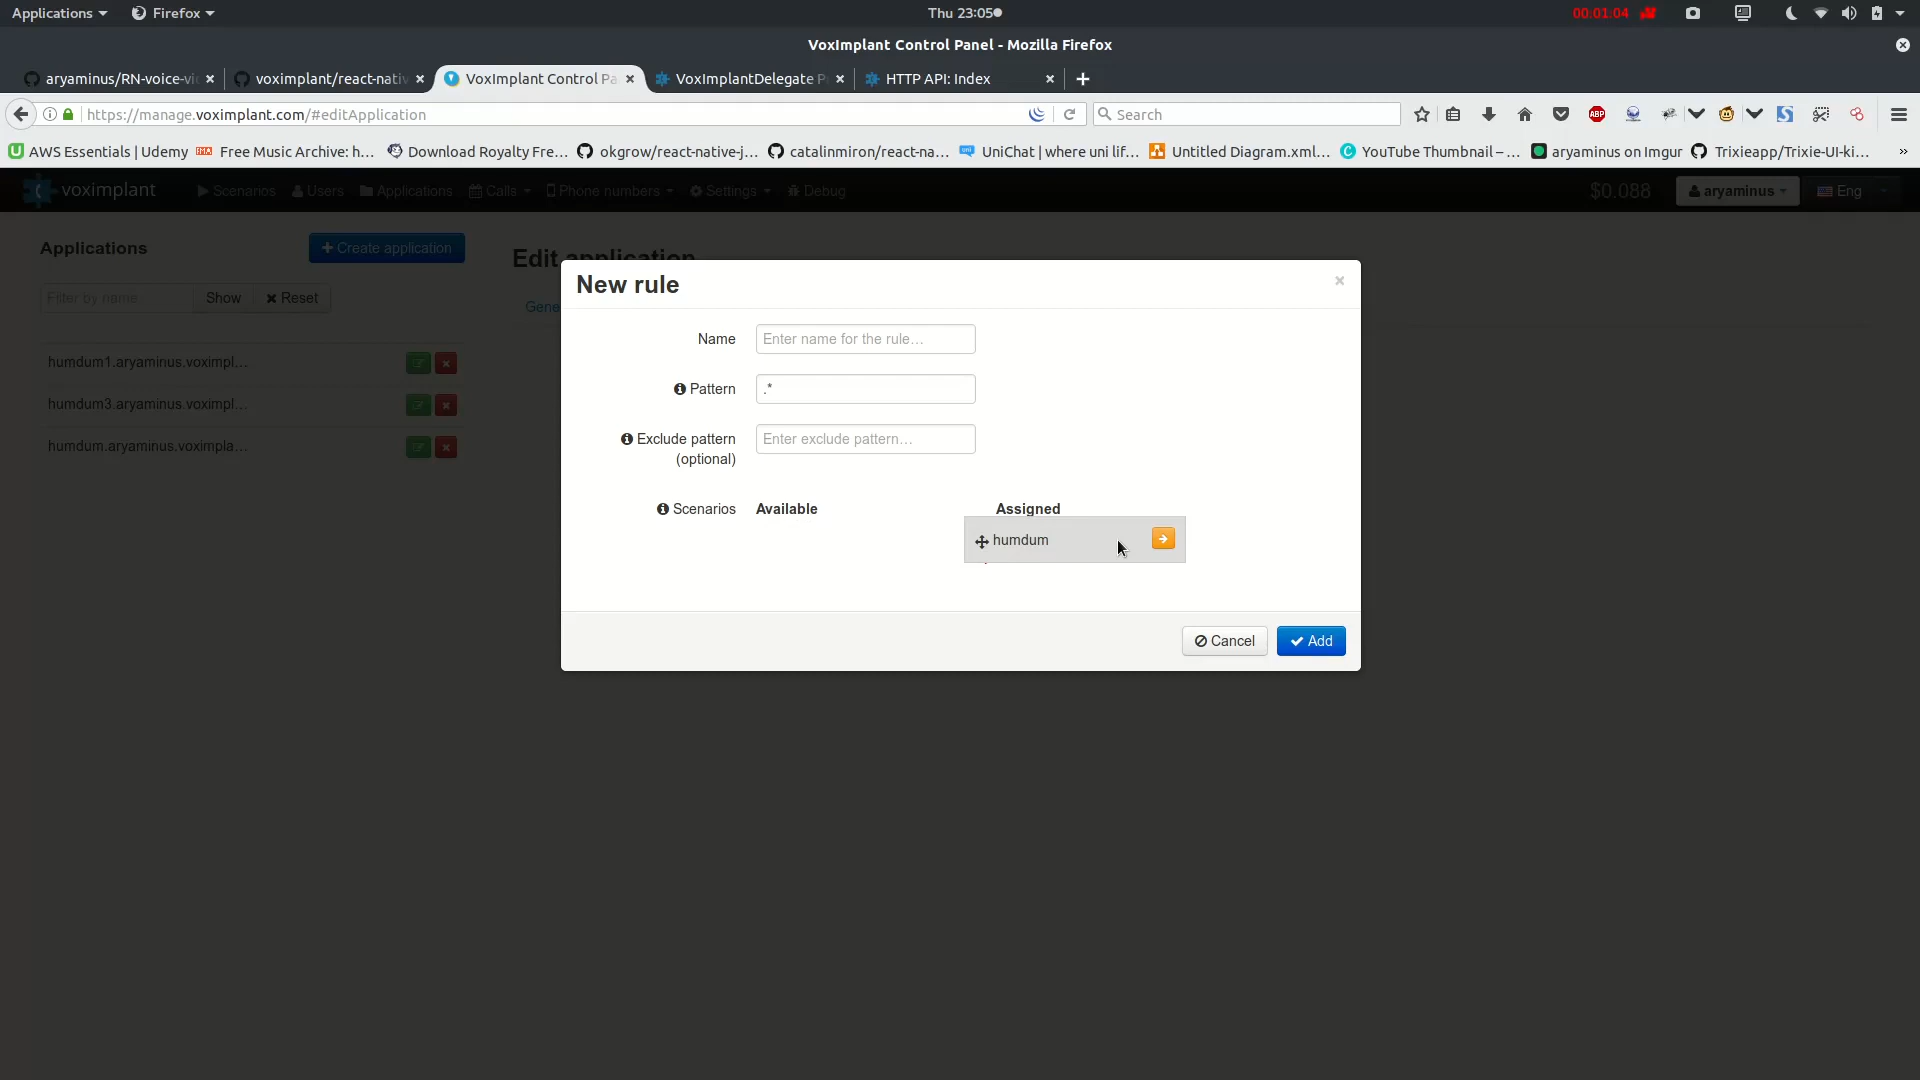 Applications Firefox Thu 23:05 00:01:04
VoxImplant Control Panel - Mozilla Firefox
aryaminus/RN-voice-vi voximplant/react-nativ VoxImplant Control Pa VoxImplantDelegate P HTTP API: Index
https://manage.voximplant.com/#editApplication Search ABP
AWS Essentials | Udemy Free Music Archive: h... Download Royalty Fre... okgrow/react-native-j... catalinmiron/react-na... UniChat | where uni lif... Untitled Diagram.xml... YouTube Thumbnail – ... aryaminus on Imgur Trixieapp/Trixie-UI-ki... »
voximplant Scenarios Users Applications Calls Phone numbers Settings Debug $0.088 aryaminus Eng
Applications Create application Edit application
Filter by name Show Reset Gene
humdum1.aryaminus.voximpl...
humdum3.aryaminus.voximpl...
humdum.aryaminus.voximpla...
New rule ×
Name Enter name for the rule...
Pattern .*
Exclude pattern (optional) Enter exclude pattern...
Scenarios Available Assigned
humdum
Cancel Add